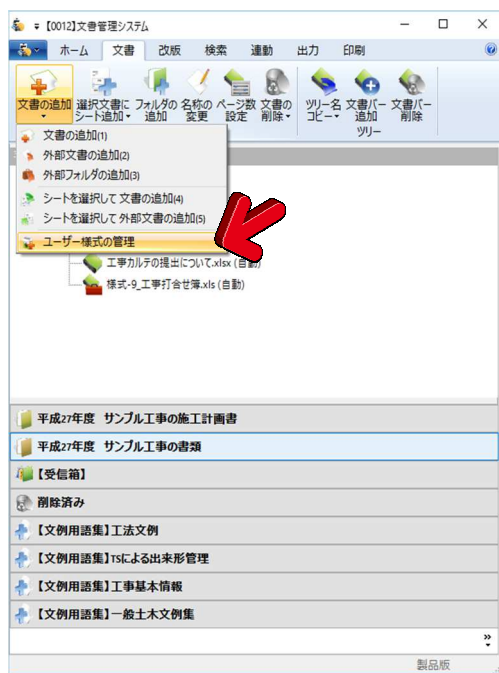 【0012】文書管理システム
ホーム 文書 改版 検索 連動 出力 印刷
文書の追加 選択文書にシート追加 フォルダの追加 名称の変更 ページ数設定 文書の削除 ツリー名コピー 文書バー追加 文書バー削除
ツリー
文書の追加(1)
外部文書の追加(2)
外部フォルダの追加(3)
シートを選択して 文書の追加(4)
シートを選択して 外部文書の追加(5)
ユーザー様式の管理
工事カルテの提出について.xlsx (自動)
様式-9_工事打合せ簿.xls (自動)
平成27年度 サンプル工事の施工計画書
平成27年度 サンプル工事の書類
【受信箱】
削除済み
【文例用語集】工法文例
【文例用語集】TSによる出来形管理
【文例用語集】工事基本情報
【文例用語集】一般土木文例集
製品版